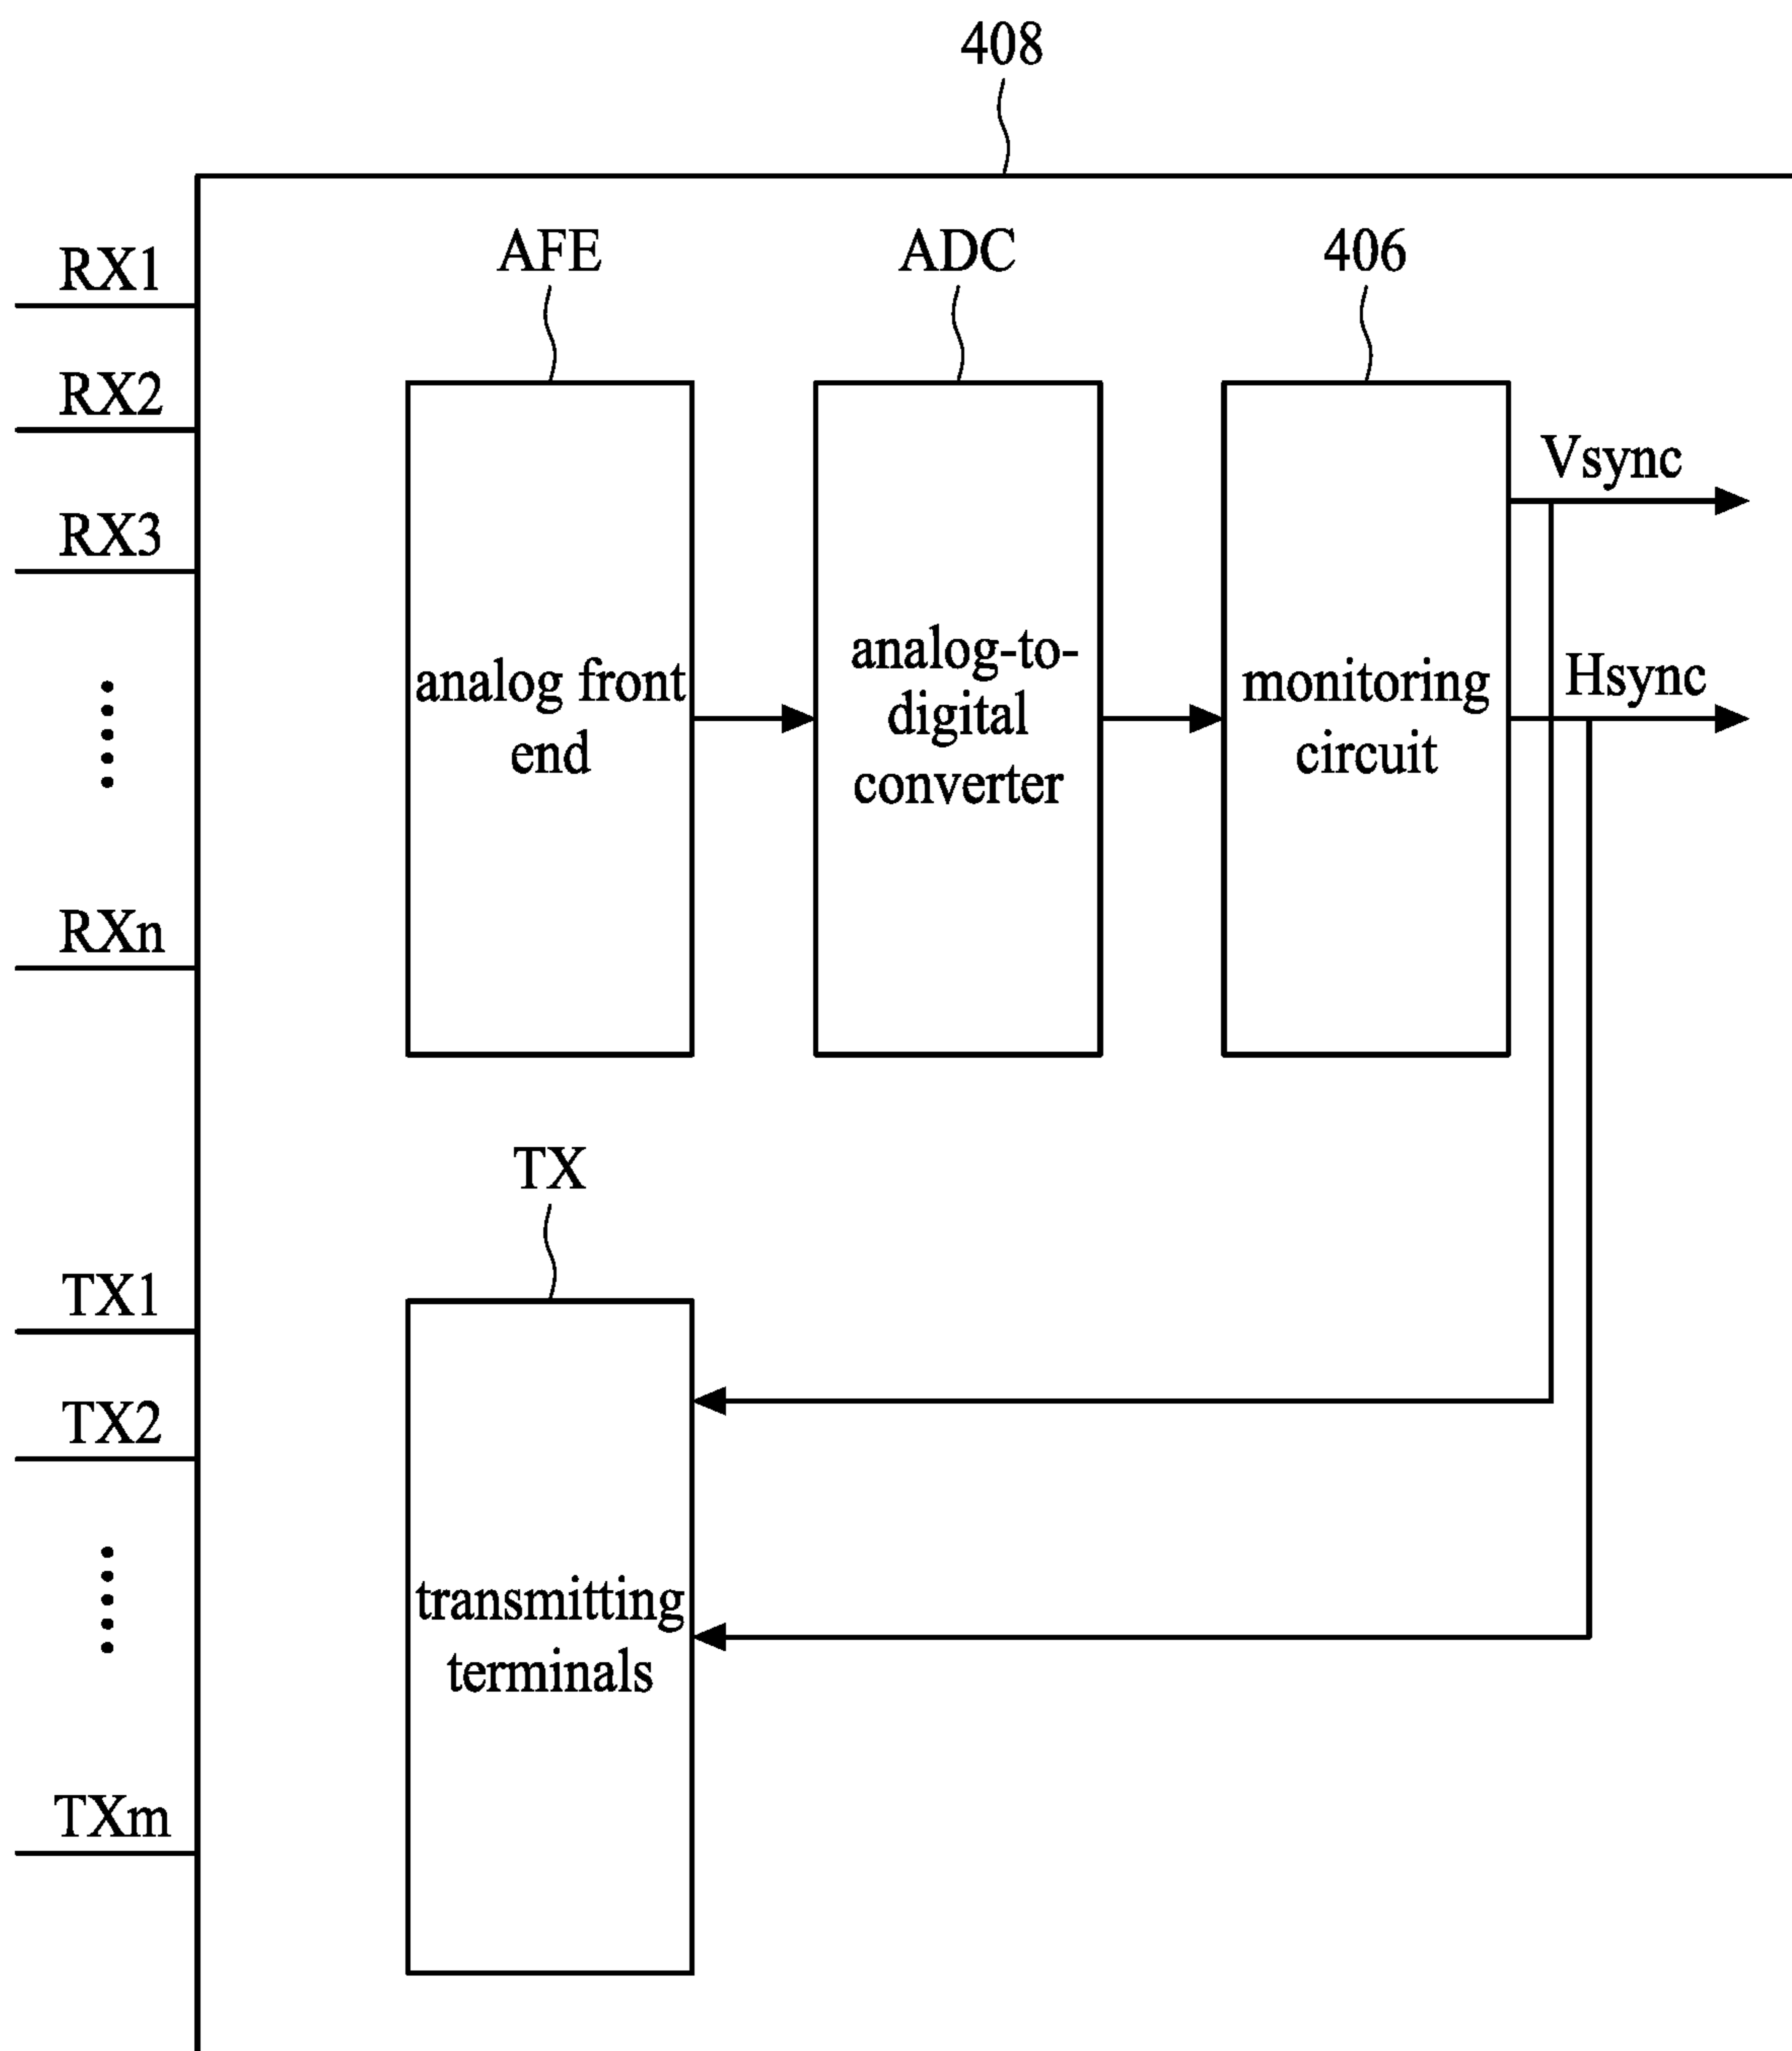 408
AFE
ADC
406
RX1
RX2
RX3
RXn
Vsync
Hsync
analog front
end
analog-to-
digital
converter
monitoring
circuit
TX
TX1
TX2
TXm
transmitting
terminals